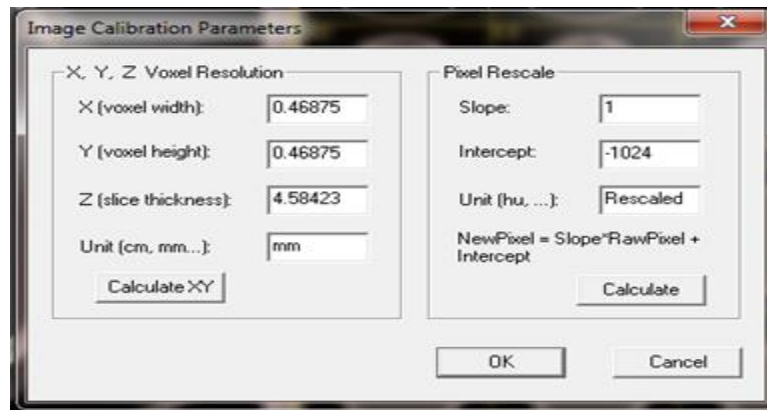 Image Calibration Parameters
X, Y, Z Voxel Resolution
X (voxel width): 0.46875
Y (voxel height): 0.46875
Z (slice thickness): 4.58423
Unit (cm, mm...): mm
Calculate XY
Pixel Rescale
Slope: 1
Intercept: -1024
Unit (hu, ...): Rescaled
NewPixel = Slope*RawPixel +
Intercept
Calculate
OK
Cancel